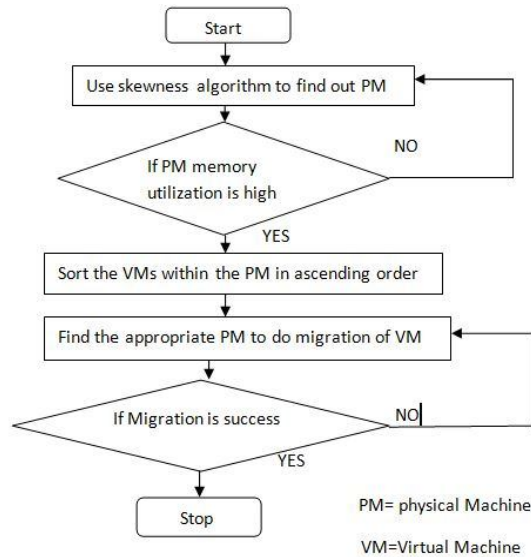 Start
Use skewness algorithm to find out PM
If PM memory
utilization is high
NO
YES
Sort the VMs within the PM in ascending order
Find the appropriate PM to do migration of VM
If Migration is success
NO
YES
Stop
PM= physical Machine
VM=Virtual Machine